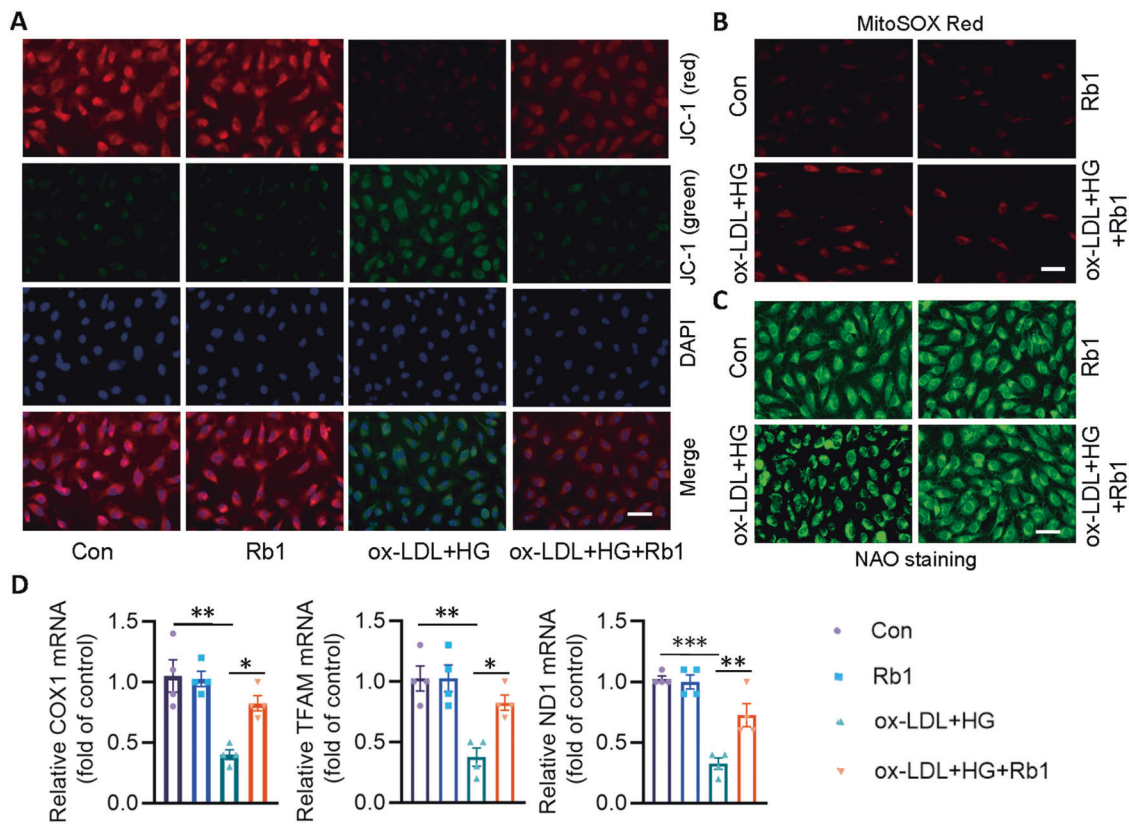 A
JC-1 (red)
JC-1 (green)
DAPI
Merge
Con
Rb1
ox-LDL+HG
ox-LDL+HG+Rb1
B
MitoSOX Red
Con
Rb1
ox-LDL+HG
ox-LDL+HG
+Rb1
C
Con
Rb1
ox-LDL+HG
ox-LDL+HG
+Rb1
NAO staining
D
Relative COX1 mRNA
(fold of control)
1.5
1.0
0.5
0.0
**
*
Relative TFAM mRNA
(fold of control)
1.5
1.0
0.5
0.0
**
*
Relative ND1 mRNA
(fold of control)
1.5
1.0
0.5
0.0
***
**
Con
Rb1
ox-LDL+HG
ox-LDL+HG+Rb1